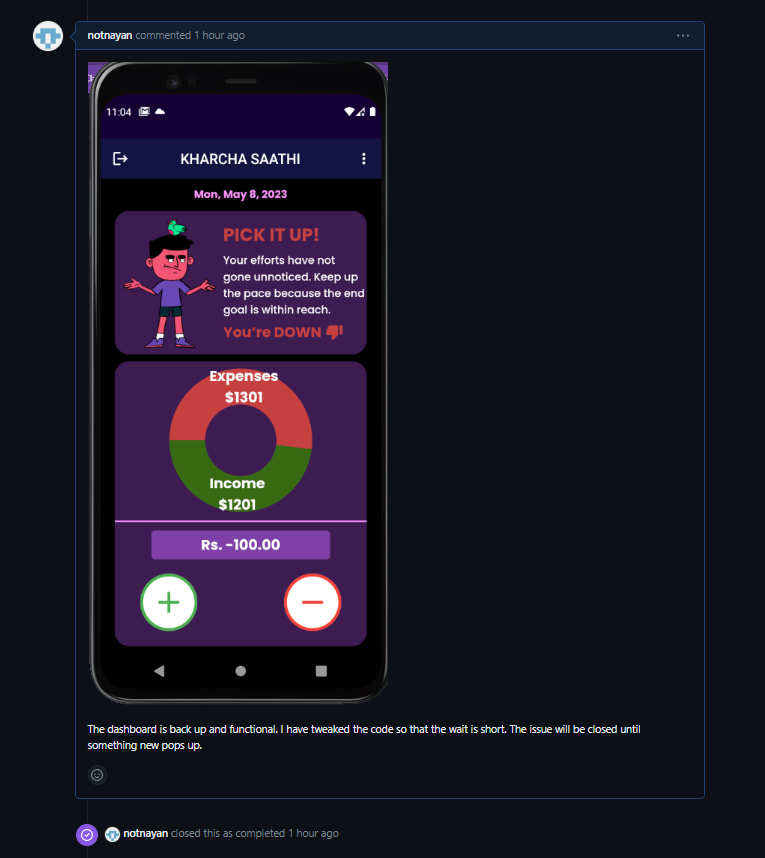 notnayan commented 1 hour ago
11:04
KHARCHA SAATHI
Mon, May 8, 2023
PICK IT UP!
Your efforts have not
gone unnoticed. Keep up
the pace because the end
goal is within reach.
You're DOWN
Expenses
$1301
Income
$1201
Rs. -100.00
The dashboard is back up and functional. I have tweaked the code so that the wait is short. The issue will be closed until
something new pops up.
notnayan closed this as completed 1 hour ago